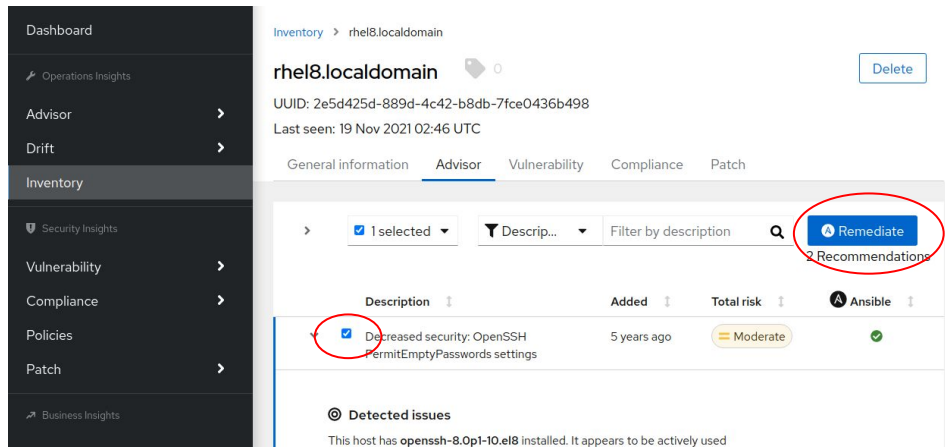 Dashboard
Operations Insights
Advisor
Drift
Inventory
Security Insights
Vulnerability
Compliance
Policies
Patch
Business Insights
Inventory > rhel8.localdomain
rhel8.localdomain 0
Delete
UUID: 2e5d425d-889d-4c42-b8db-7fce0436b498
Last seen: 19 Nov 2021 02:46 UTC
General information Advisor Vulnerability Compliance Patch
1 selected Descrip... Filter by description Remediate
2 Recommendations
Description Added Total risk A Ansible
Decreased security: OpenSSH 5 years ago Moderate
PermitEmptyPasswords settings
Detected issues
This host has openssh-8.0p1-10.el8 installed. It appears to be actively used